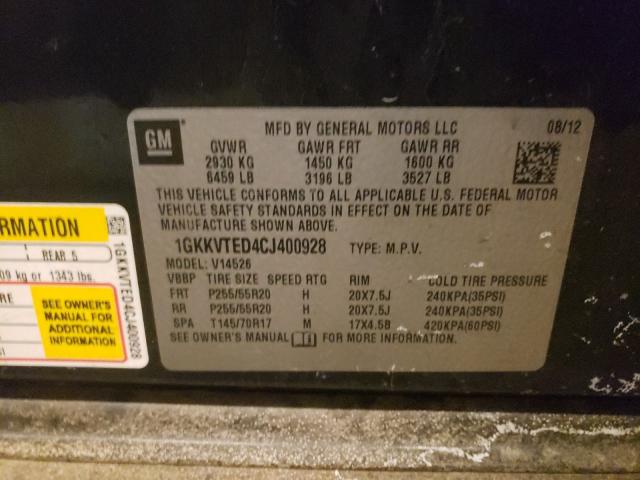 GM
MFD BY GENERAL MOTORS LLC 08/12
GVWR GAWR FRT GAWR RR
2930 KG 1450 KG 1600 KG
6459 LB 3196 LB 3527 LB
THIS VEHICLE CONFORMS TO ALL APPLICABLE U.S. FEDERAL MOTOR
VEHICLE SAFETY STANDARDS IN EFFECT ON THE DATE OF
MANUFACTURE SHOWN ABOVE.
1GKKVTED4CJ400928 TYPE: M.P.V.
MODEL: V14526
VBBP TIRE SIZE SPEED RTG RIM COLD TIRE PRESSURE
FRT P255/55R20 H 20X7.5J 240KPA(35PSI)
RR P255/55R20 H 20X7.5J 240KPA(35PSI)
SPA T145/70R17 M 17X4.5B 420KPA(60PSI)
SEE OWNER'S MANUAL FOR MORE INFORMATION.
ORMATION
REAR 5
09 kg or 1343 lbs.
RE
SEE OWNER'S
MANUAL FOR
ADDITIONAL
INFORMATION
SI
1GKKVTED4CJ400928